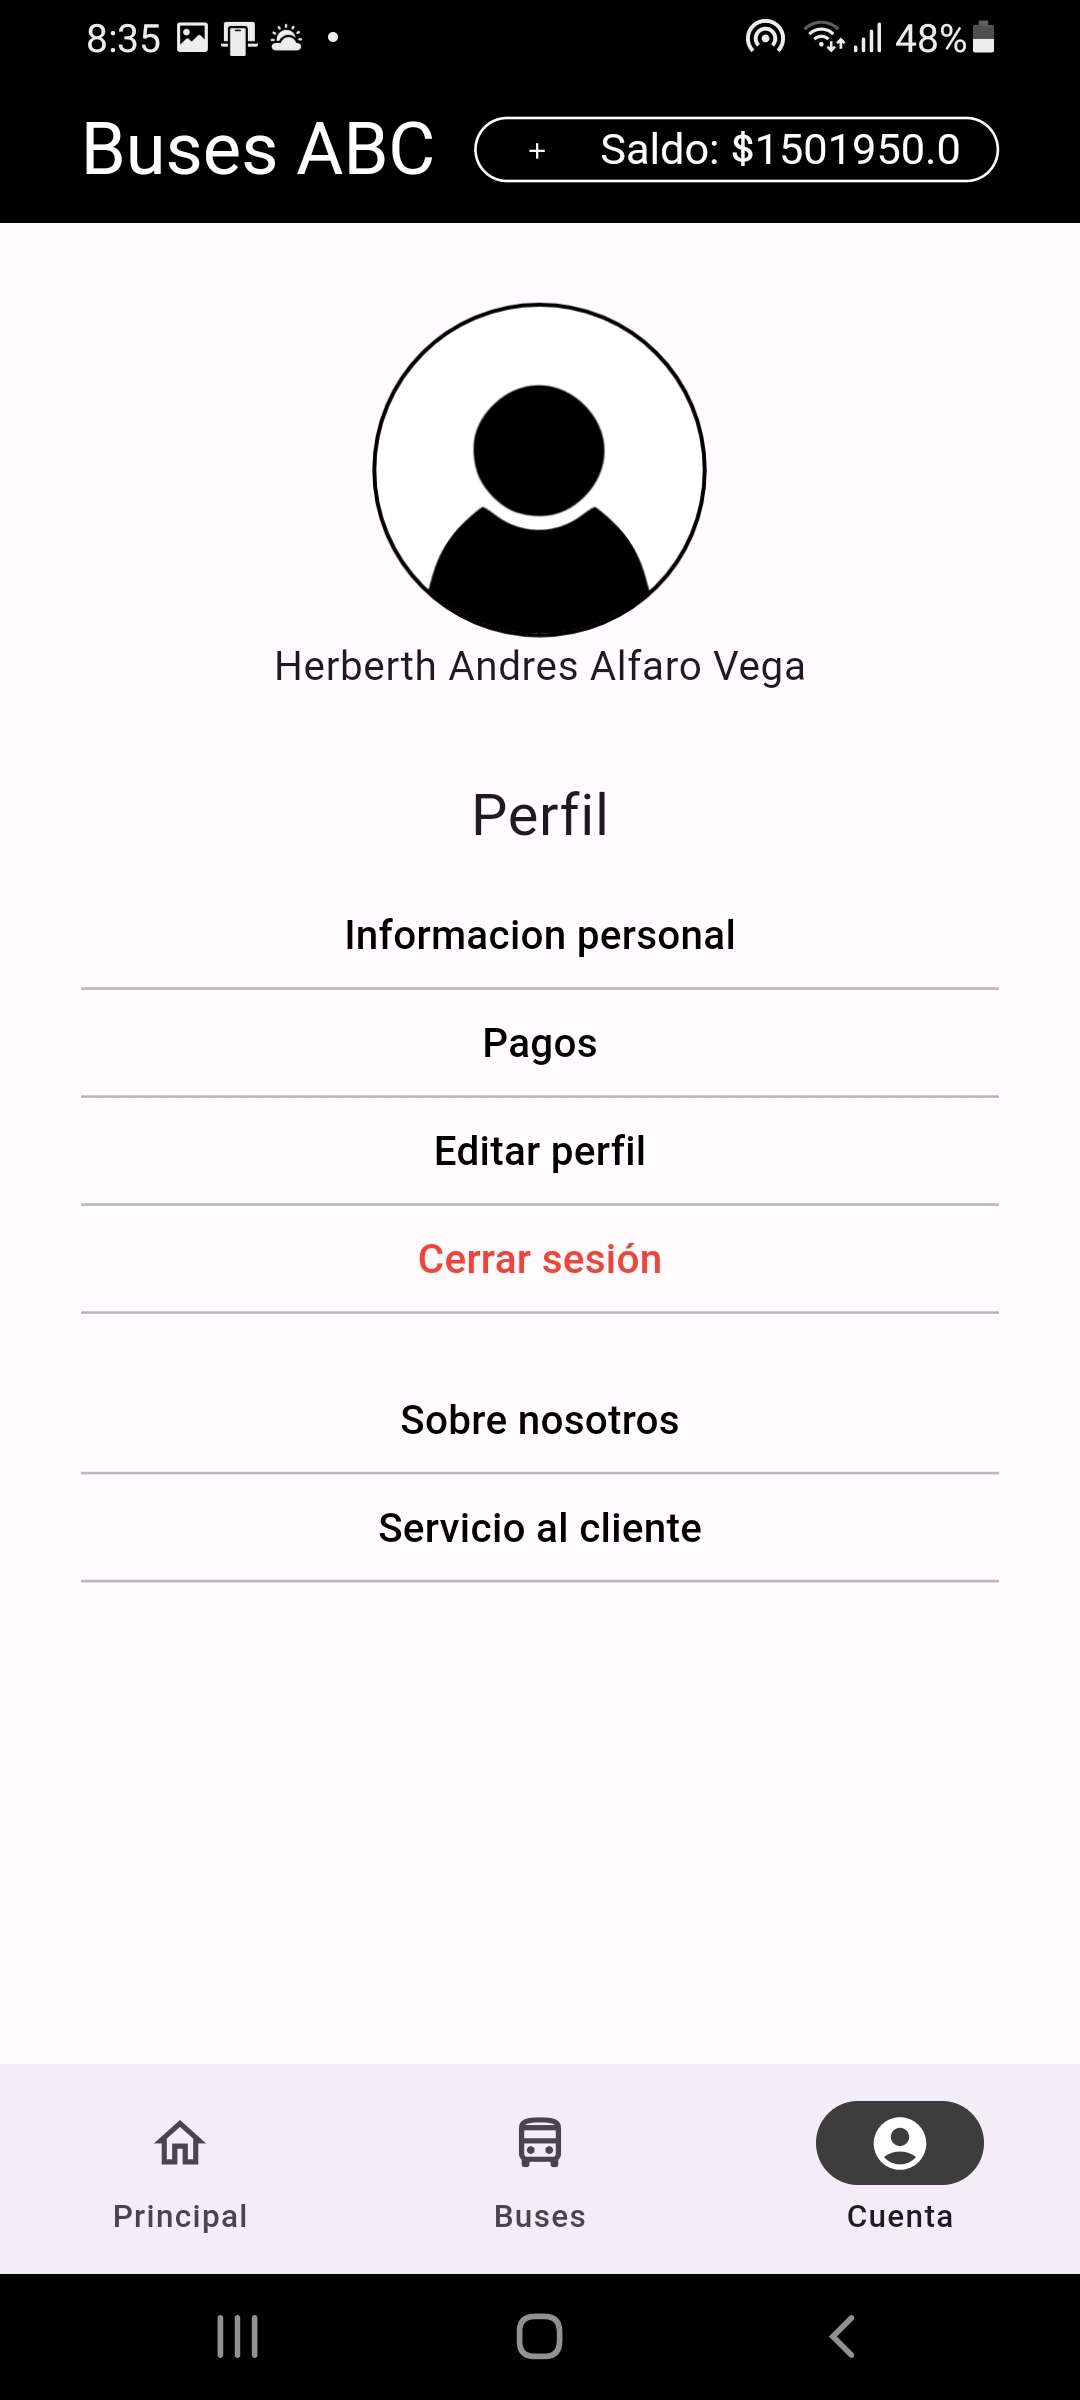 8:35
48%
Buses ABC
+ Saldo: $1501950.0
Herberth Andres Alfaro Vega
Perfil
Informacion personal
Pagos
Editar perfil
Cerrar sesión
Sobre nosotros
Servicio al cliente
Principal
Buses
Cuenta